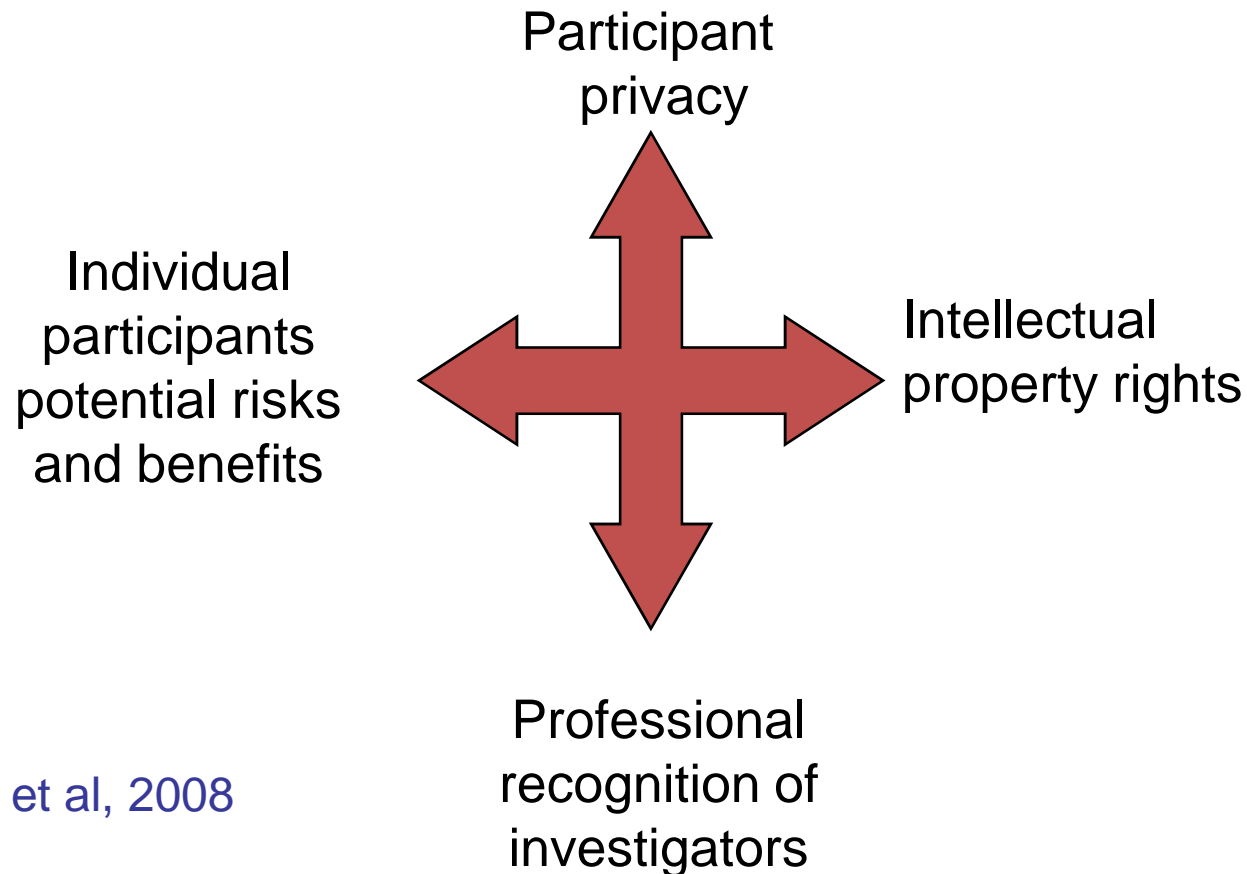 Participant
privacy
Individual
participants
potential risks
and benefits
Intellectual
property rights
Professional
recognition of
investigators
et al, 2008